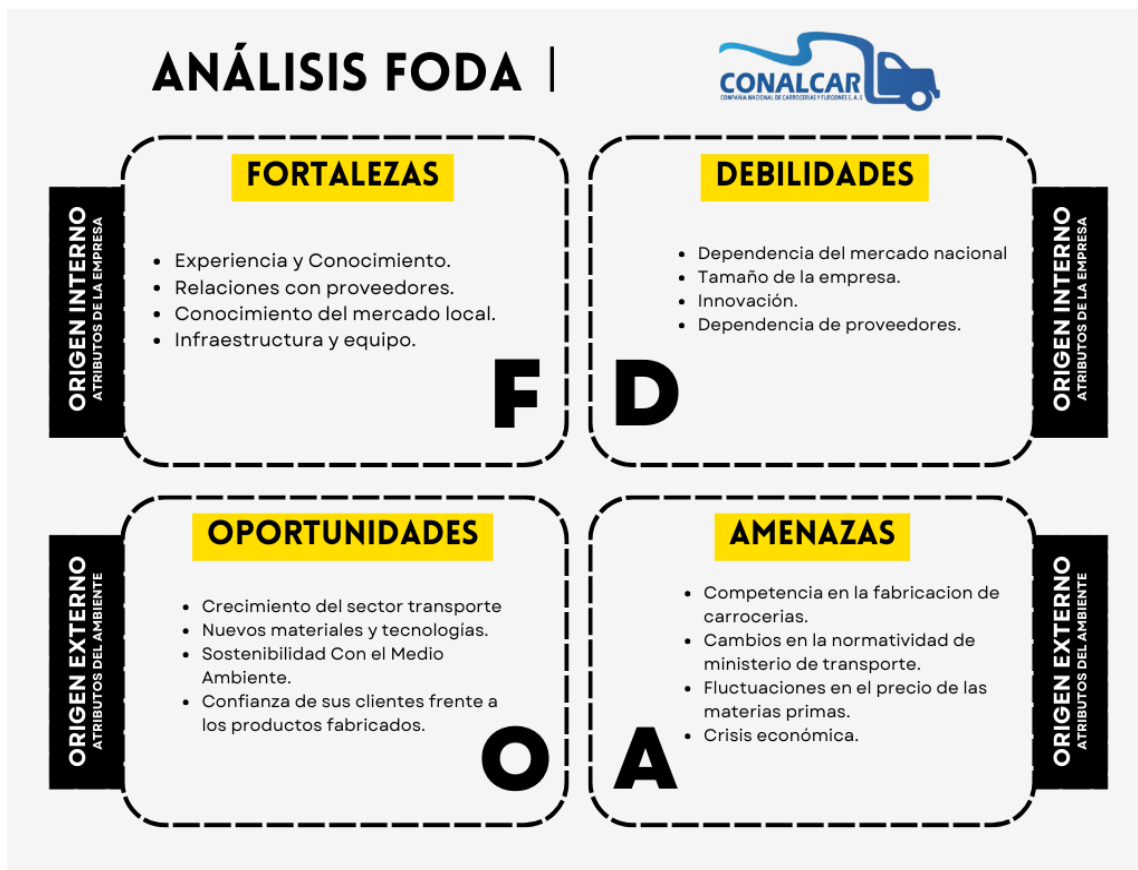 ANÁLISIS FODA |
CONALCAR
COMPAÑIA NACIONAL DE CARROCERIAS Y FURGONES S.A.S
ORIGEN INTERNO
ATRIBUTOS DE LA EMPRESA
FORTALEZAS
• Experiencia y Conocimiento.
• Relaciones con proveedores.
• Conocimiento del mercado local.
• Infraestructura y equipo.
F
DEBILIDADES
• Dependencia del mercado nacional
• Tamaño de la empresa.
• Innovación.
• Dependencia de proveedores.
D
ORIGEN INTERNO
ATRIBUTOS DE LA EMPRESA
ORIGEN EXTERNO
ATRIBUTOS DEL AMBIENTE
OPORTUNIDADES
• Crecimiento del sector transporte
• Nuevos materiales y tecnologías.
• Sostenibilidad Con el Medio
Ambiente.
• Confianza de sus clientes frente a
los productos fabricados.
O
AMENAZAS
• Competencia en la fabricacion de
carrocerias.
• Cambios en la normatividad de
ministerio de transporte.
• Fluctuaciones en el precio de las
materias primas.
• Crisis económica.
A
ORIGEN EXTERNO
ATRIBUTOS DEL AMBIENTE